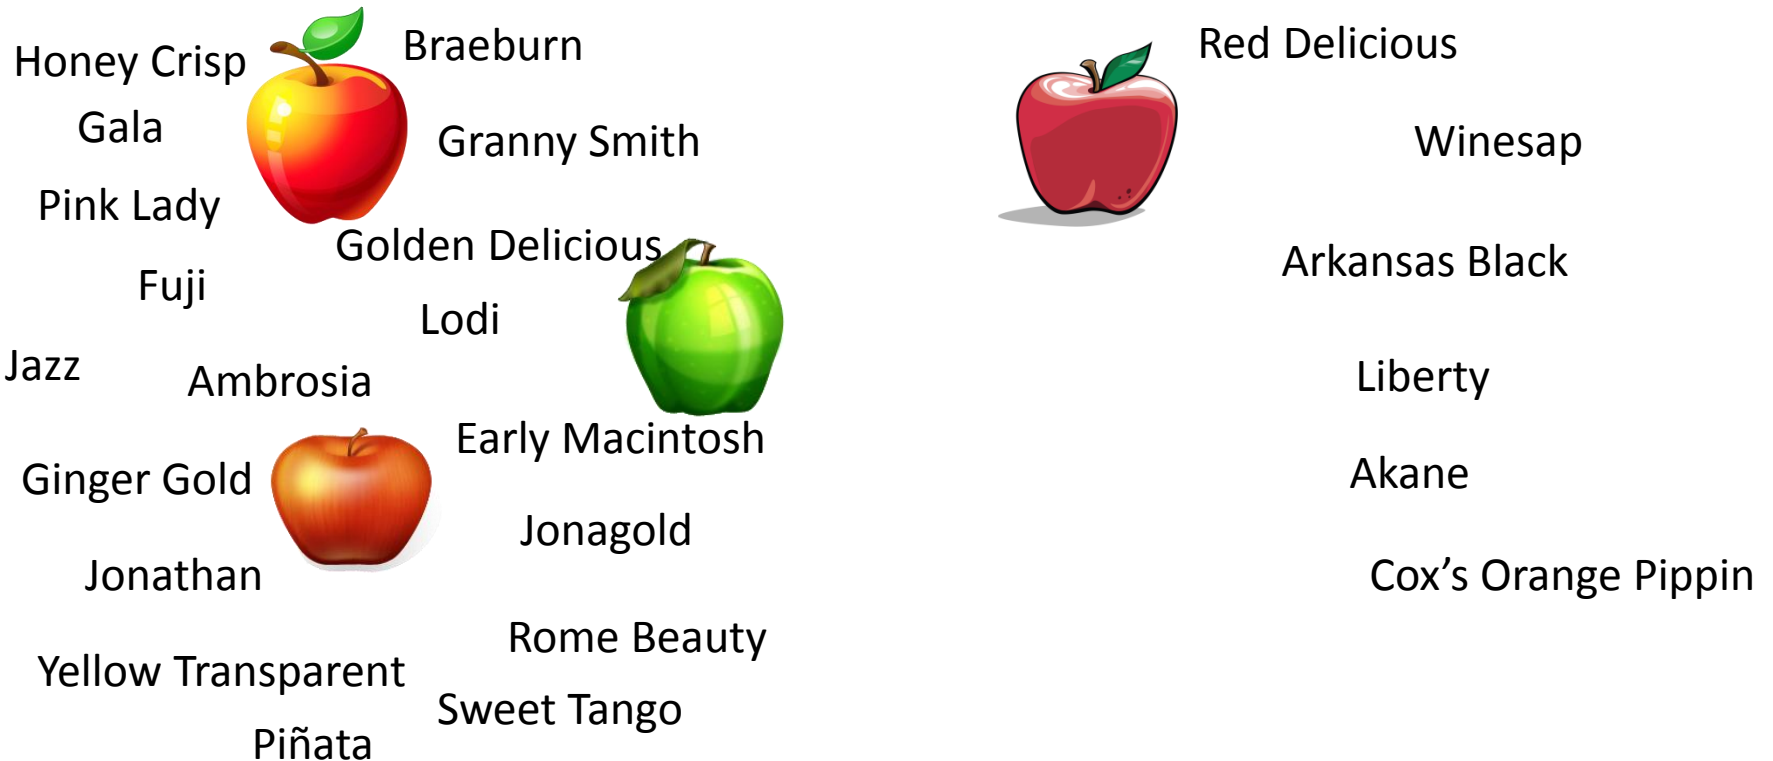 Honey Crisp
Braeburn
Gala
Granny Smith
Pink Lady
Golden Delicious
Fuji
Lodi
Jazz
Ambrosia
Early Macintosh
Ginger Gold
Jonagold
Jonathan
Rome Beauty
Yellow Transparent
Sweet Tango
Piñata
Red Delicious
Winesap
Arkansas Black
Liberty
Akane
Cox’s Orange Pippin